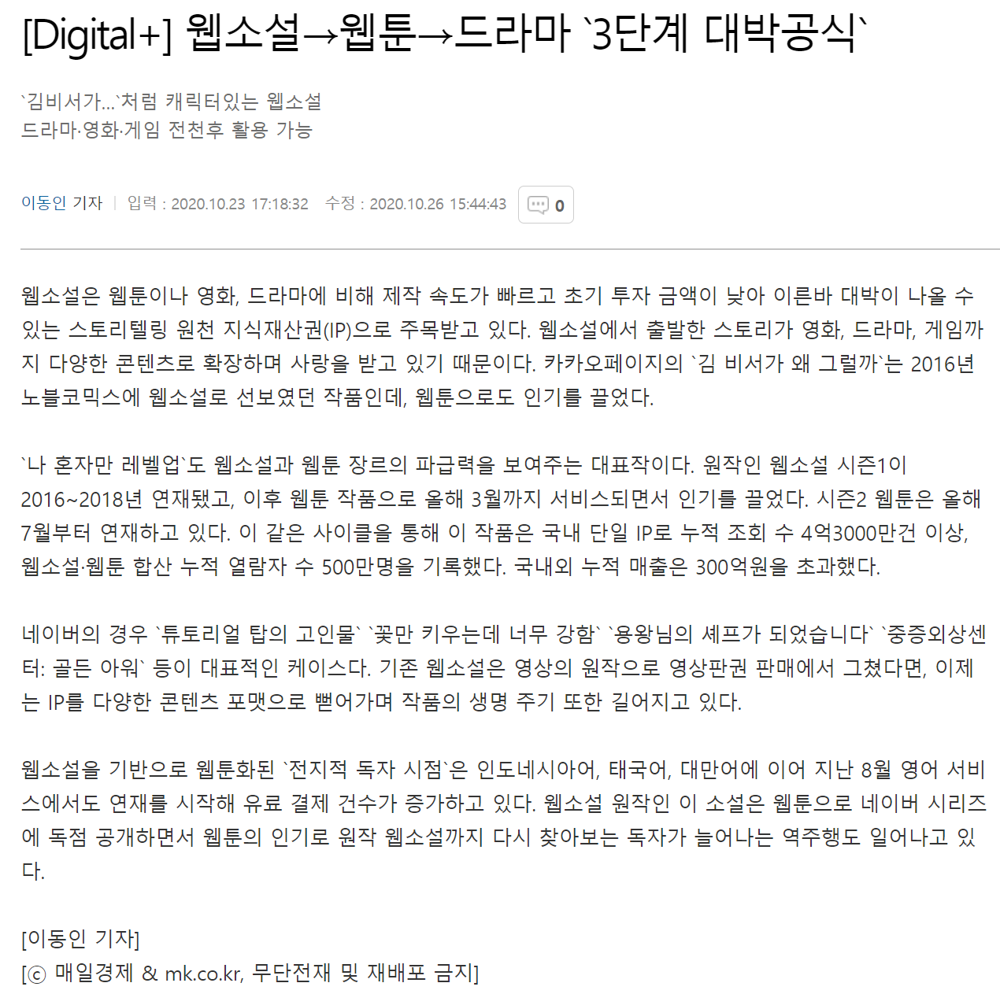 [Digital+] 웹소설→웹툰→드라마 `3단계 대박공식`
`김비서가...`처럼 캐릭터있는 웹소설
드라마·영화·게임 전천후 활용 가능
이동인 기자 | 입력 : 2020.10.23 17:18:32 수정 : 2020.10.26 15:44:43 0
웹소설은 웹툰이나 영화, 드라마에 비해 제작 속도가 빠르고 초기 투자 금액이 낮아 이른바 대박이 나올 수
있는 스토리텔링 원천 지식재산권(IP)으로 주목받고 있다. 웹소설에서 출발한 스토리가 영화, 드라마, 게임까
지 다양한 콘텐츠로 확장하며 사랑을 받고 있기 때문이다. 카카오페이지의 `김 비서가 왜 그럴까`는 2016년
노블코믹스에 웹소설로 선보였던 작품인데, 웹툰으로도 인기를 끌었다.
`나 혼자만 레벨업`도 웹소설과 웹툰 장르의 파급력을 보여주는 대표작이다. 원작인 웹소설 시즌1이
2016~2018년 연재됐고, 이후 웹툰 작품으로 올해 3월까지 서비스되면서 인기를 끌었다. 시즌2 웹툰은 올해
7월부터 연재하고 있다. 이 같은 사이클을 통해 이 작품은 국내 단일 IP로 누적 조회 수 4억3000만건 이상,
웹소설·웹툰 합산 누적 열람자 수 500만명을 기록했다. 국내외 누적 매출은 300억원을 초과했다.
네이버의 경우 `튜토리얼 탑의 고인물` `꽃만 키우는데 너무 강함` `용왕님의 셰프가 되었습니다` `중증외상센
터: 골든 아워` 등이 대표적인 케이스다. 기존 웹소설은 영상의 원작으로 영상판권 판매에서 그쳤다면, 이제
는 IP를 다양한 콘텐츠 포맷으로 뻗어가며 작품의 생명 주기 또한 길어지고 있다.
웹소설을 기반으로 웹툰화된 `전지적 독자 시점`은 인도네시아어, 태국어, 대만어에 이어 지난 8월 영어 서비
스에서도 연재를 시작해 유료 결제 건수가 증가하고 있다. 웹소설 원작인 이 소설은 웹툰으로 네이버 시리즈
에 독점 공개하면서 웹툰의 인기로 원작 웹소설까지 다시 찾아보는 독자가 늘어나는 역주행도 일어나고 있
다.
[이동인 기자]
[ⓒ 매일경제 & mk.co.kr, 무단전재 및 재배포 금지]